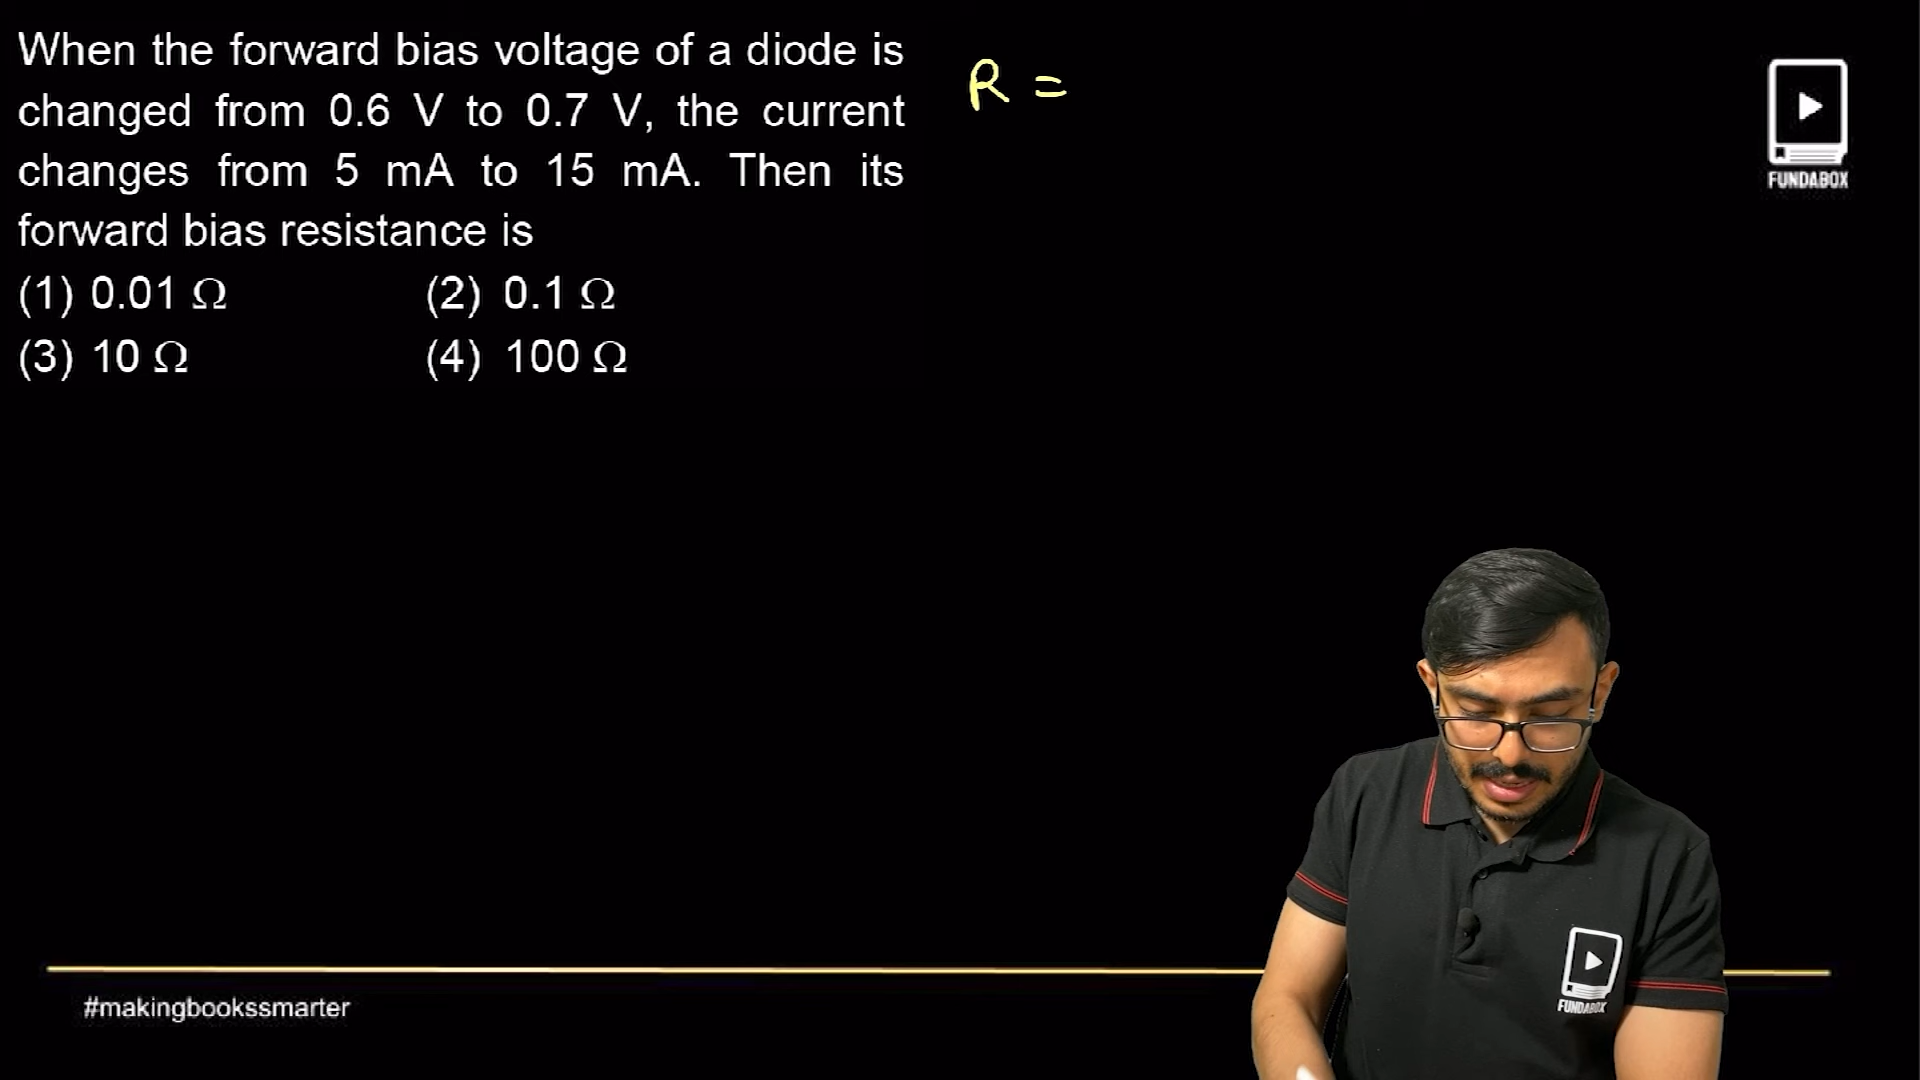 When the forward bias voltage of a diode is
changed from 0.6 V to 0.7 V, the current
changes from 5 mA to 15 mA. Then its
forward bias resistance is
(1) 0.01 Ω (2) 0.1 Ω
(3) 10 Ω (4) 100 Ω
R =
FUNDABOX
FUNDABOX
#makingbookssmarter